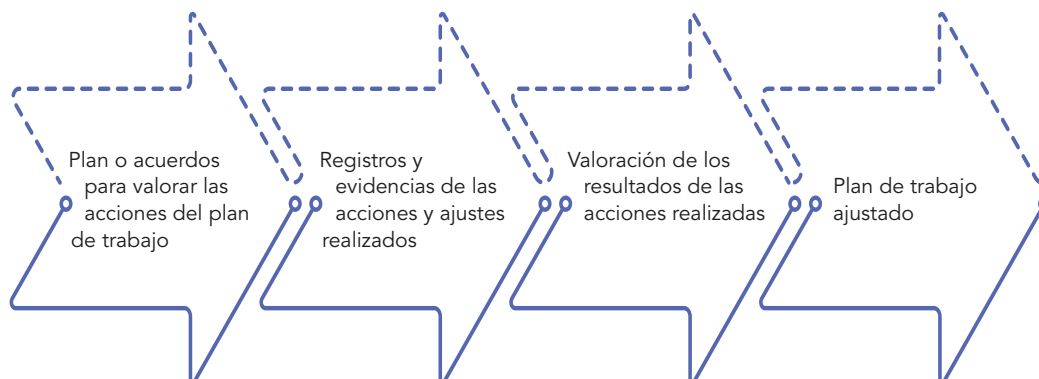 Plan o acuerdos
para valorar las
acciones del plan
de trabajo
Registros y
evidencias de las
acciones y ajustes
realizados
Valoración de los
resultados de las
acciones realizadas
Plan de trabajo
ajustado